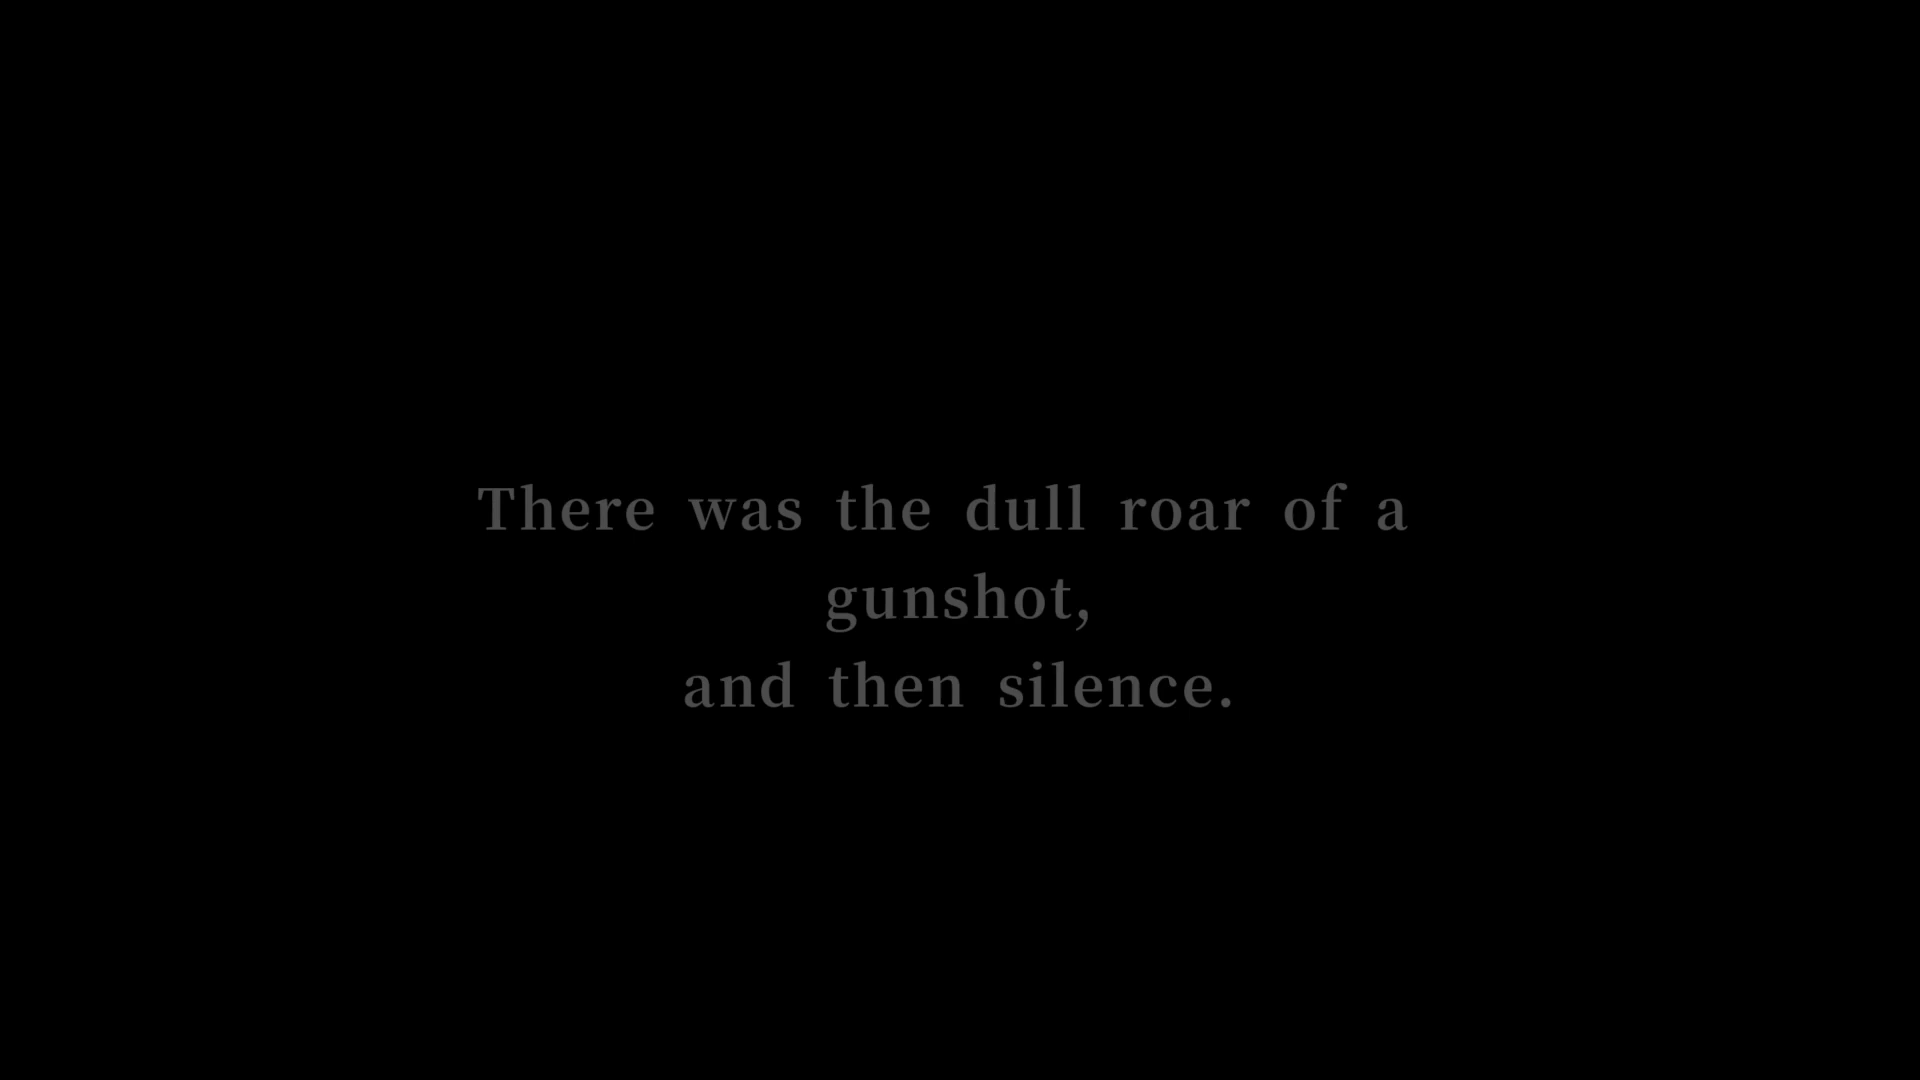 There was the dull roar of a
gunshot,
and then silence.